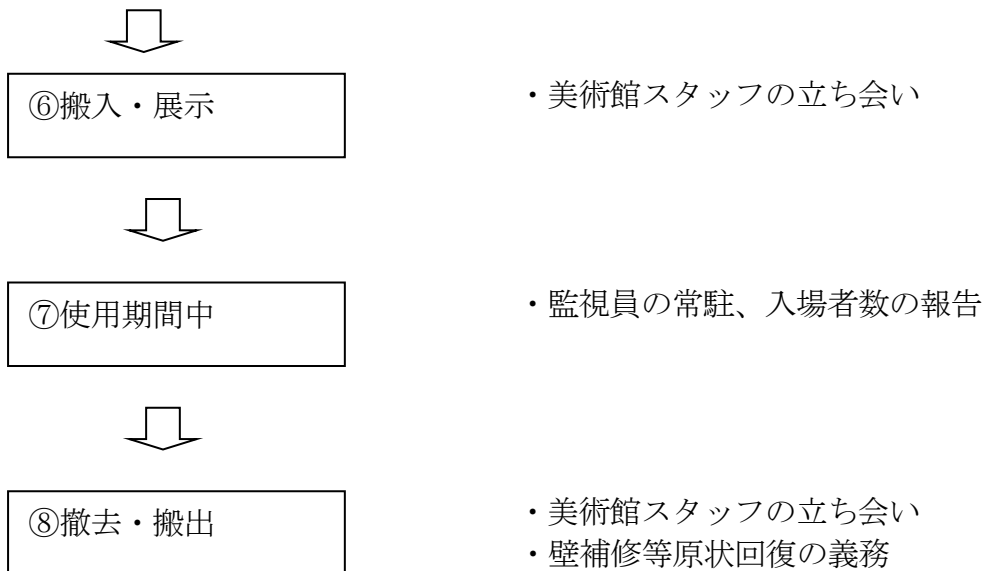 ⑥搬入・展示
・美術館スタッフの立ち会い
⑦使用期間中
・監視員の常駐、入場者数の報告
⑧撤去・搬出
・美術館スタッフの立ち会い
・壁補修等原状回復の義務